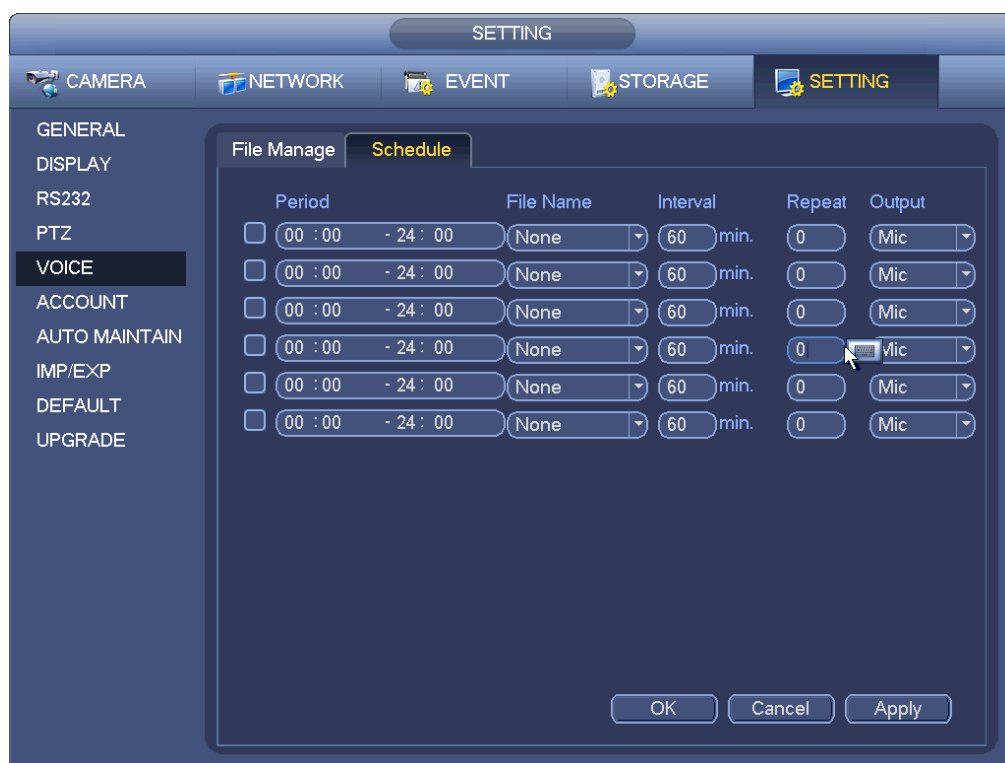 SETTING
CAMERA NETWORK EVENT STORAGE SETTING
GENERAL
DISPLAY
RS232
PTZ
VOICE
ACCOUNT
AUTO MAINTAIN
IMP/EXP
DEFAULT
UPGRADE
File Manage Schedule
Period File Name Interval Repeat Output
00 : 00 - 24 : 00 None 60 min. 0 Mic
00 : 00 - 24 : 00 None 60 min. 0 Mic
00 : 00 - 24 : 00 None 60 min. 0 Mic
00 : 00 - 24 : 00 None 60 min. 0 Mic
00 : 00 - 24 : 00 None 60 min. 0 Mic
00 : 00 - 24 : 00 None 60 min. 0 Mic
OK Cancel Apply